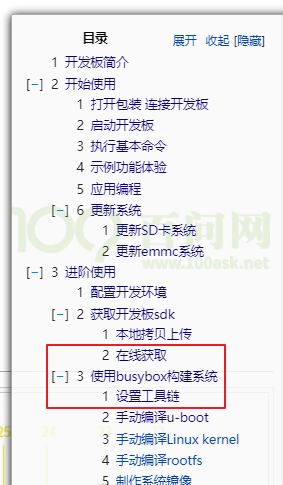 目录 展开 收起 [隐藏]
1 开发板简介
[−] 2 开始使用
1 打开包装 连接开发板
2 启动开发板
3 执行基本命令
4 示例功能体验
5 应用编程
[−] 6 更新系统
1 更新SD卡系统
2 更新emmc系统
[−] 3 进阶使用
1 配置开发环境
[−] 2 获取开发板sdk
1 本地拷贝上传
2 在线获取
[−] 3 使用busybox构建系统
1 设置工具链
2 手动编译u-boot
3 手动编译Linux kernel
4 手动编译rootfs
5 制作系统镜像
100 百问网
www.100ask.net
25
24